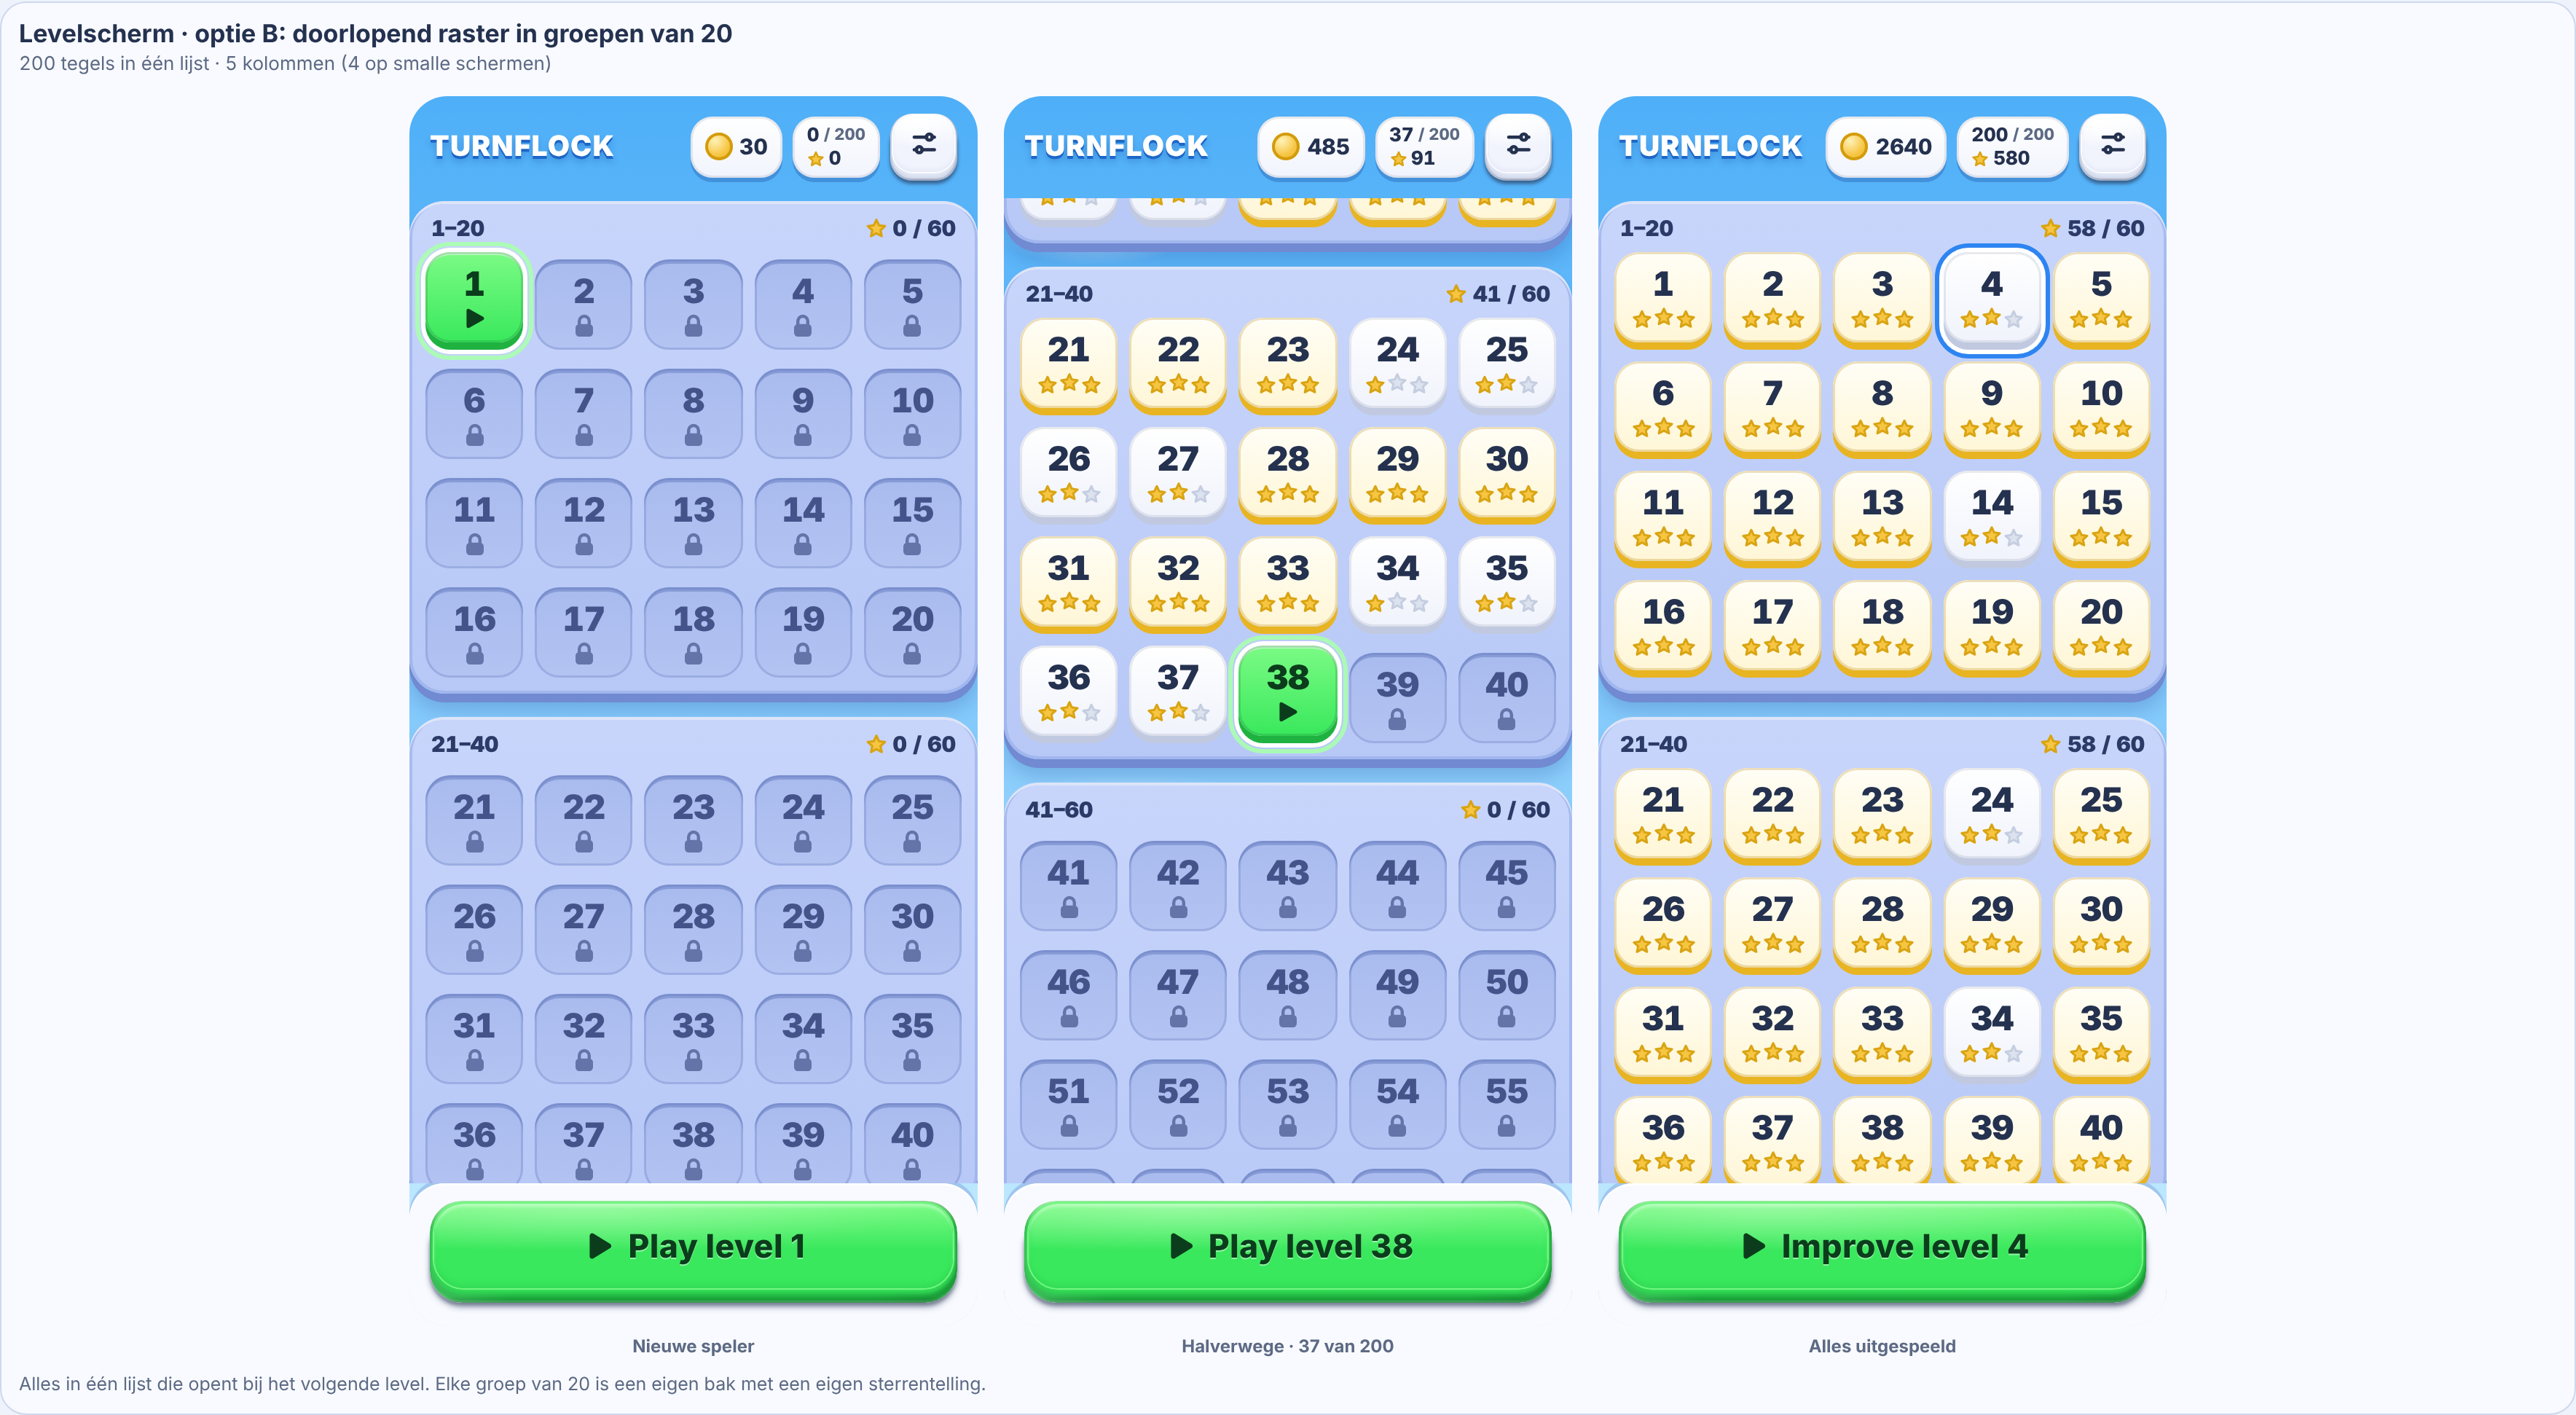 Levelscherm · optie B: doorlopend raster in groepen van 20
200 tegels in één lijst · 5 kolommen (4 op smalle schermen)
TURNFLOCK
30
0 / 200
0
1–20
0 / 60
1 2 3 4 5
6 7 8 9 10
11 12 13 14 15
16 17 18 19 20
21–40
0 / 60
21 22 23 24 25
26 27 28 29 30
31 32 33 34 35
36 37 38 39 40
Play level 1
Nieuwe speler
TURNFLOCK
485
37 / 200
91
21–40
41 / 60
21 22 23 24 25
26 27 28 29 30
31 32 33 34 35
36 37 38 39 40
41–60
0 / 60
41 42 43 44 45
46 47 48 49 50
51 52 53 54 55
Play level 38
Halverwege · 37 van 200
TURNFLOCK
2640
200 / 200
580
1–20
58 / 60
1 2 3 4 5
6 7 8 9 10
11 12 13 14 15
16 17 18 19 20
21–40
58 / 60
21 22 23 24 25
26 27 28 29 30
31 32 33 34 35
36 37 38 39 40
Improve level 4
Alles uitgespeeld
Alles in één lijst die opent bij het volgende level. Elke groep van 20 is een eigen bak met een eigen sterrentelling.